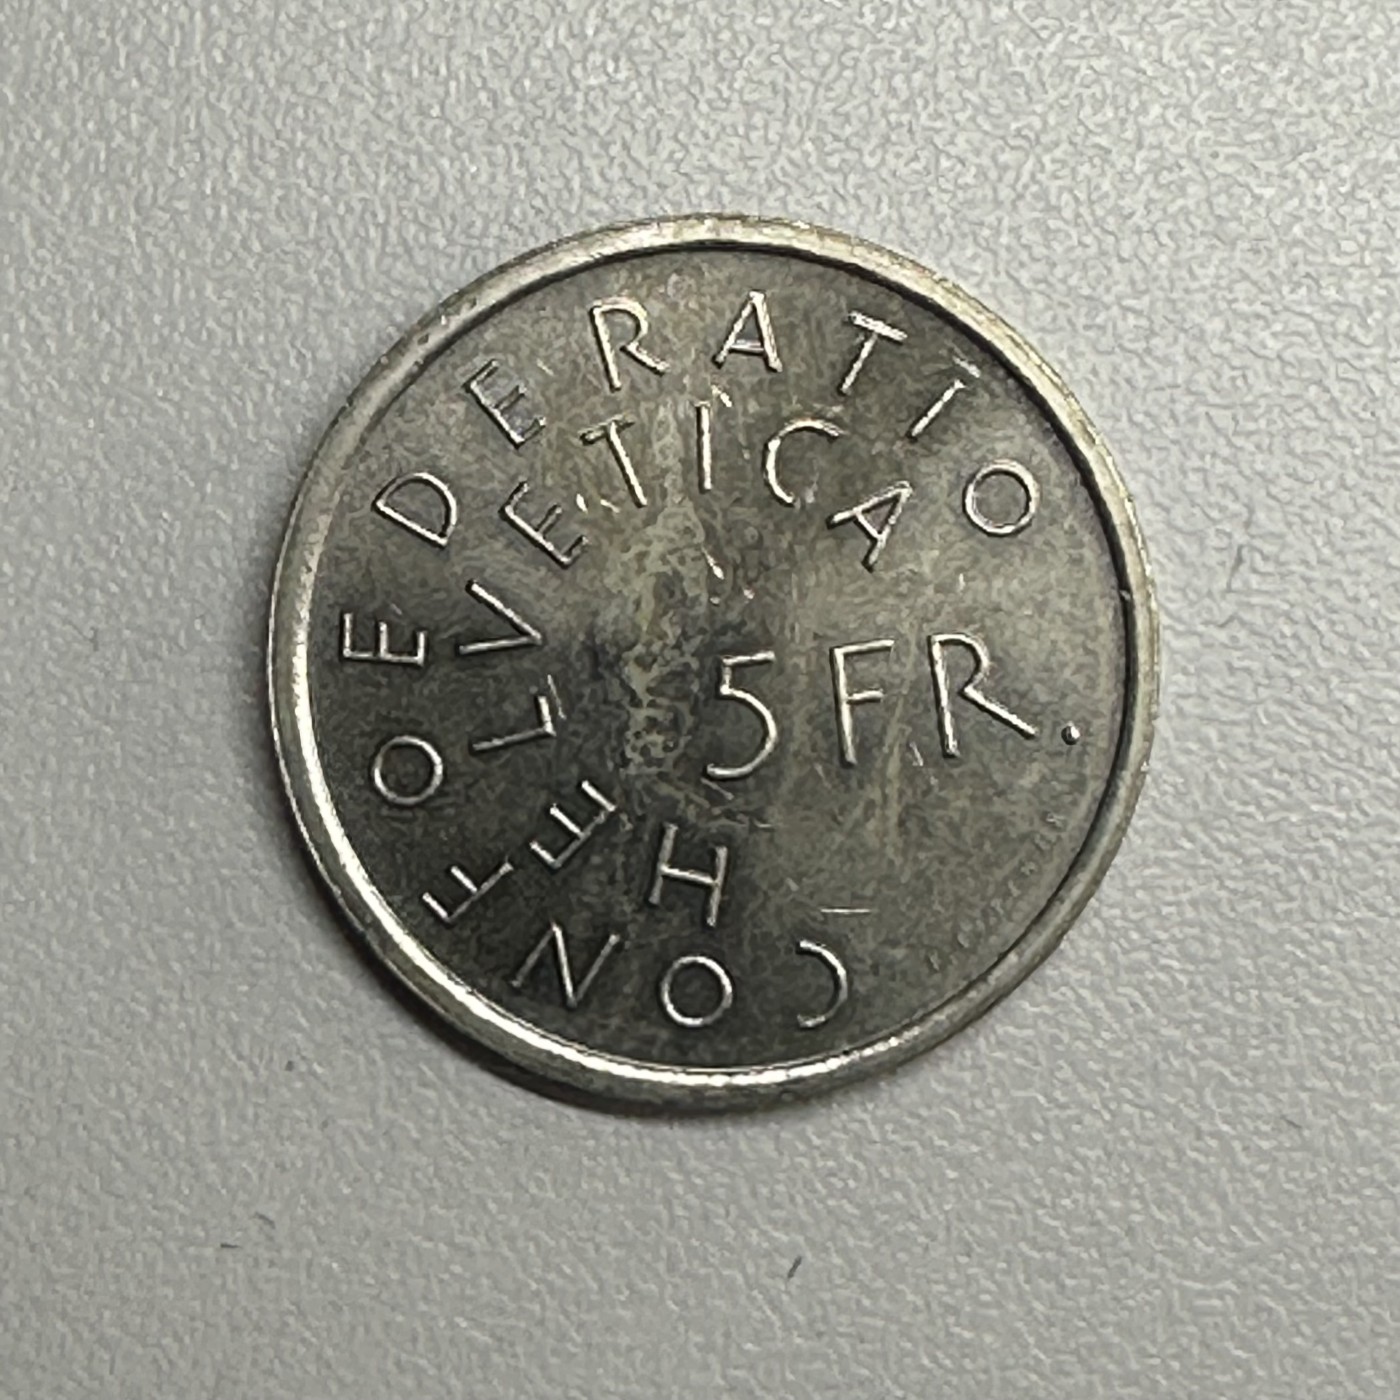 CONFOEDERATIO
HELVETICA
5 FR.